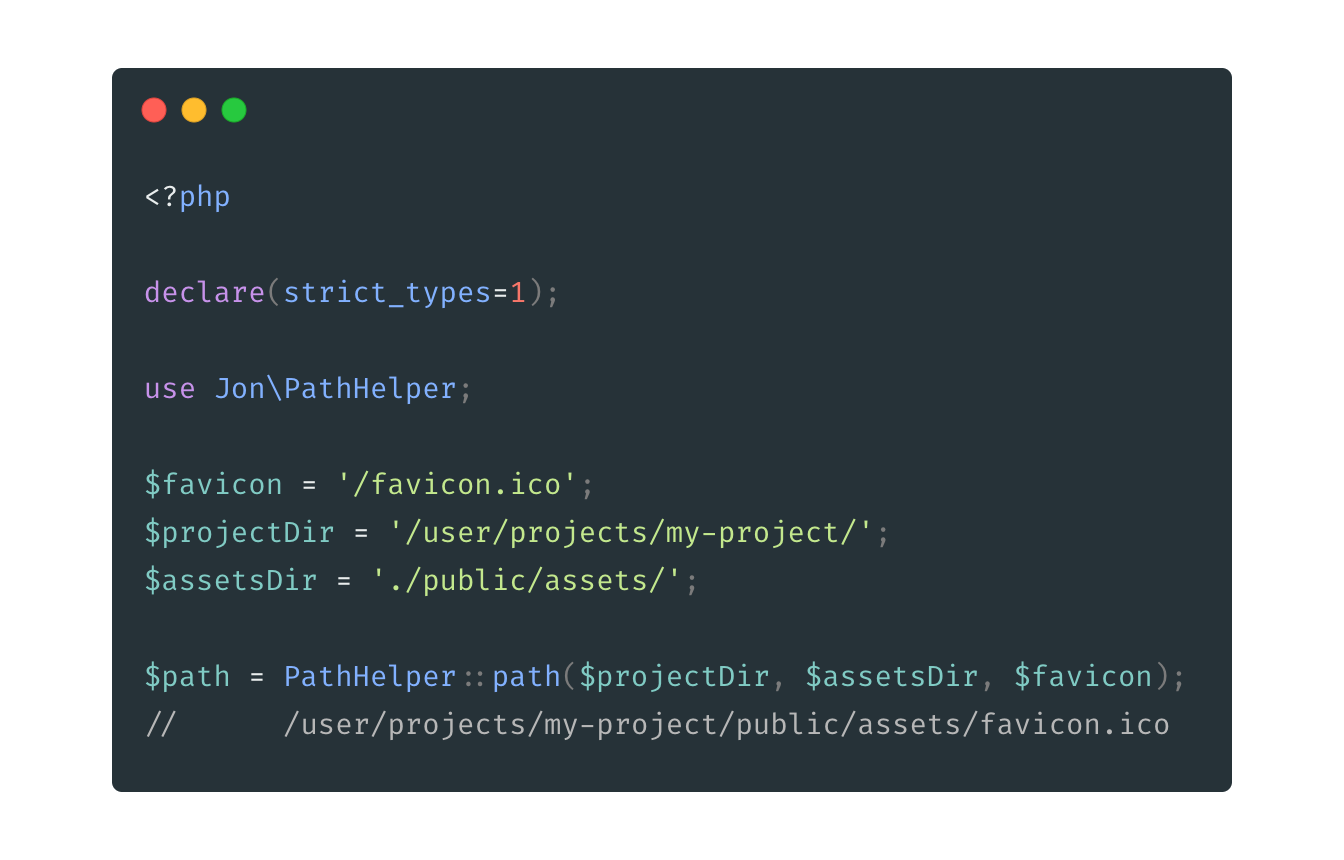 <?php
declare(strict_types=1);
use Jon\PathHelper;
$favicon = '/favicon.ico';
$projectDir = '/user/projects/my-project/';
$assetsDir = './public/assets/';
$path = PathHelper::path($projectDir, $assetsDir, $favicon);
//      /user/projects/my-project/public/assets/favicon.ico